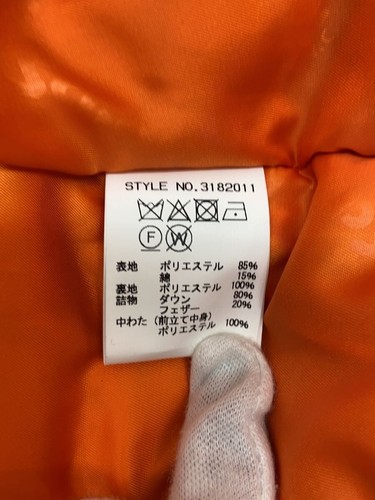 STYLE NO.3182011
F
W
表地 ポリエステル 85%
綿 15%
裏地 ポリエステル 100%
詰物 ダウン 80%
フェザー 20%
中わた(前立て中身)
ポリエステル 100%